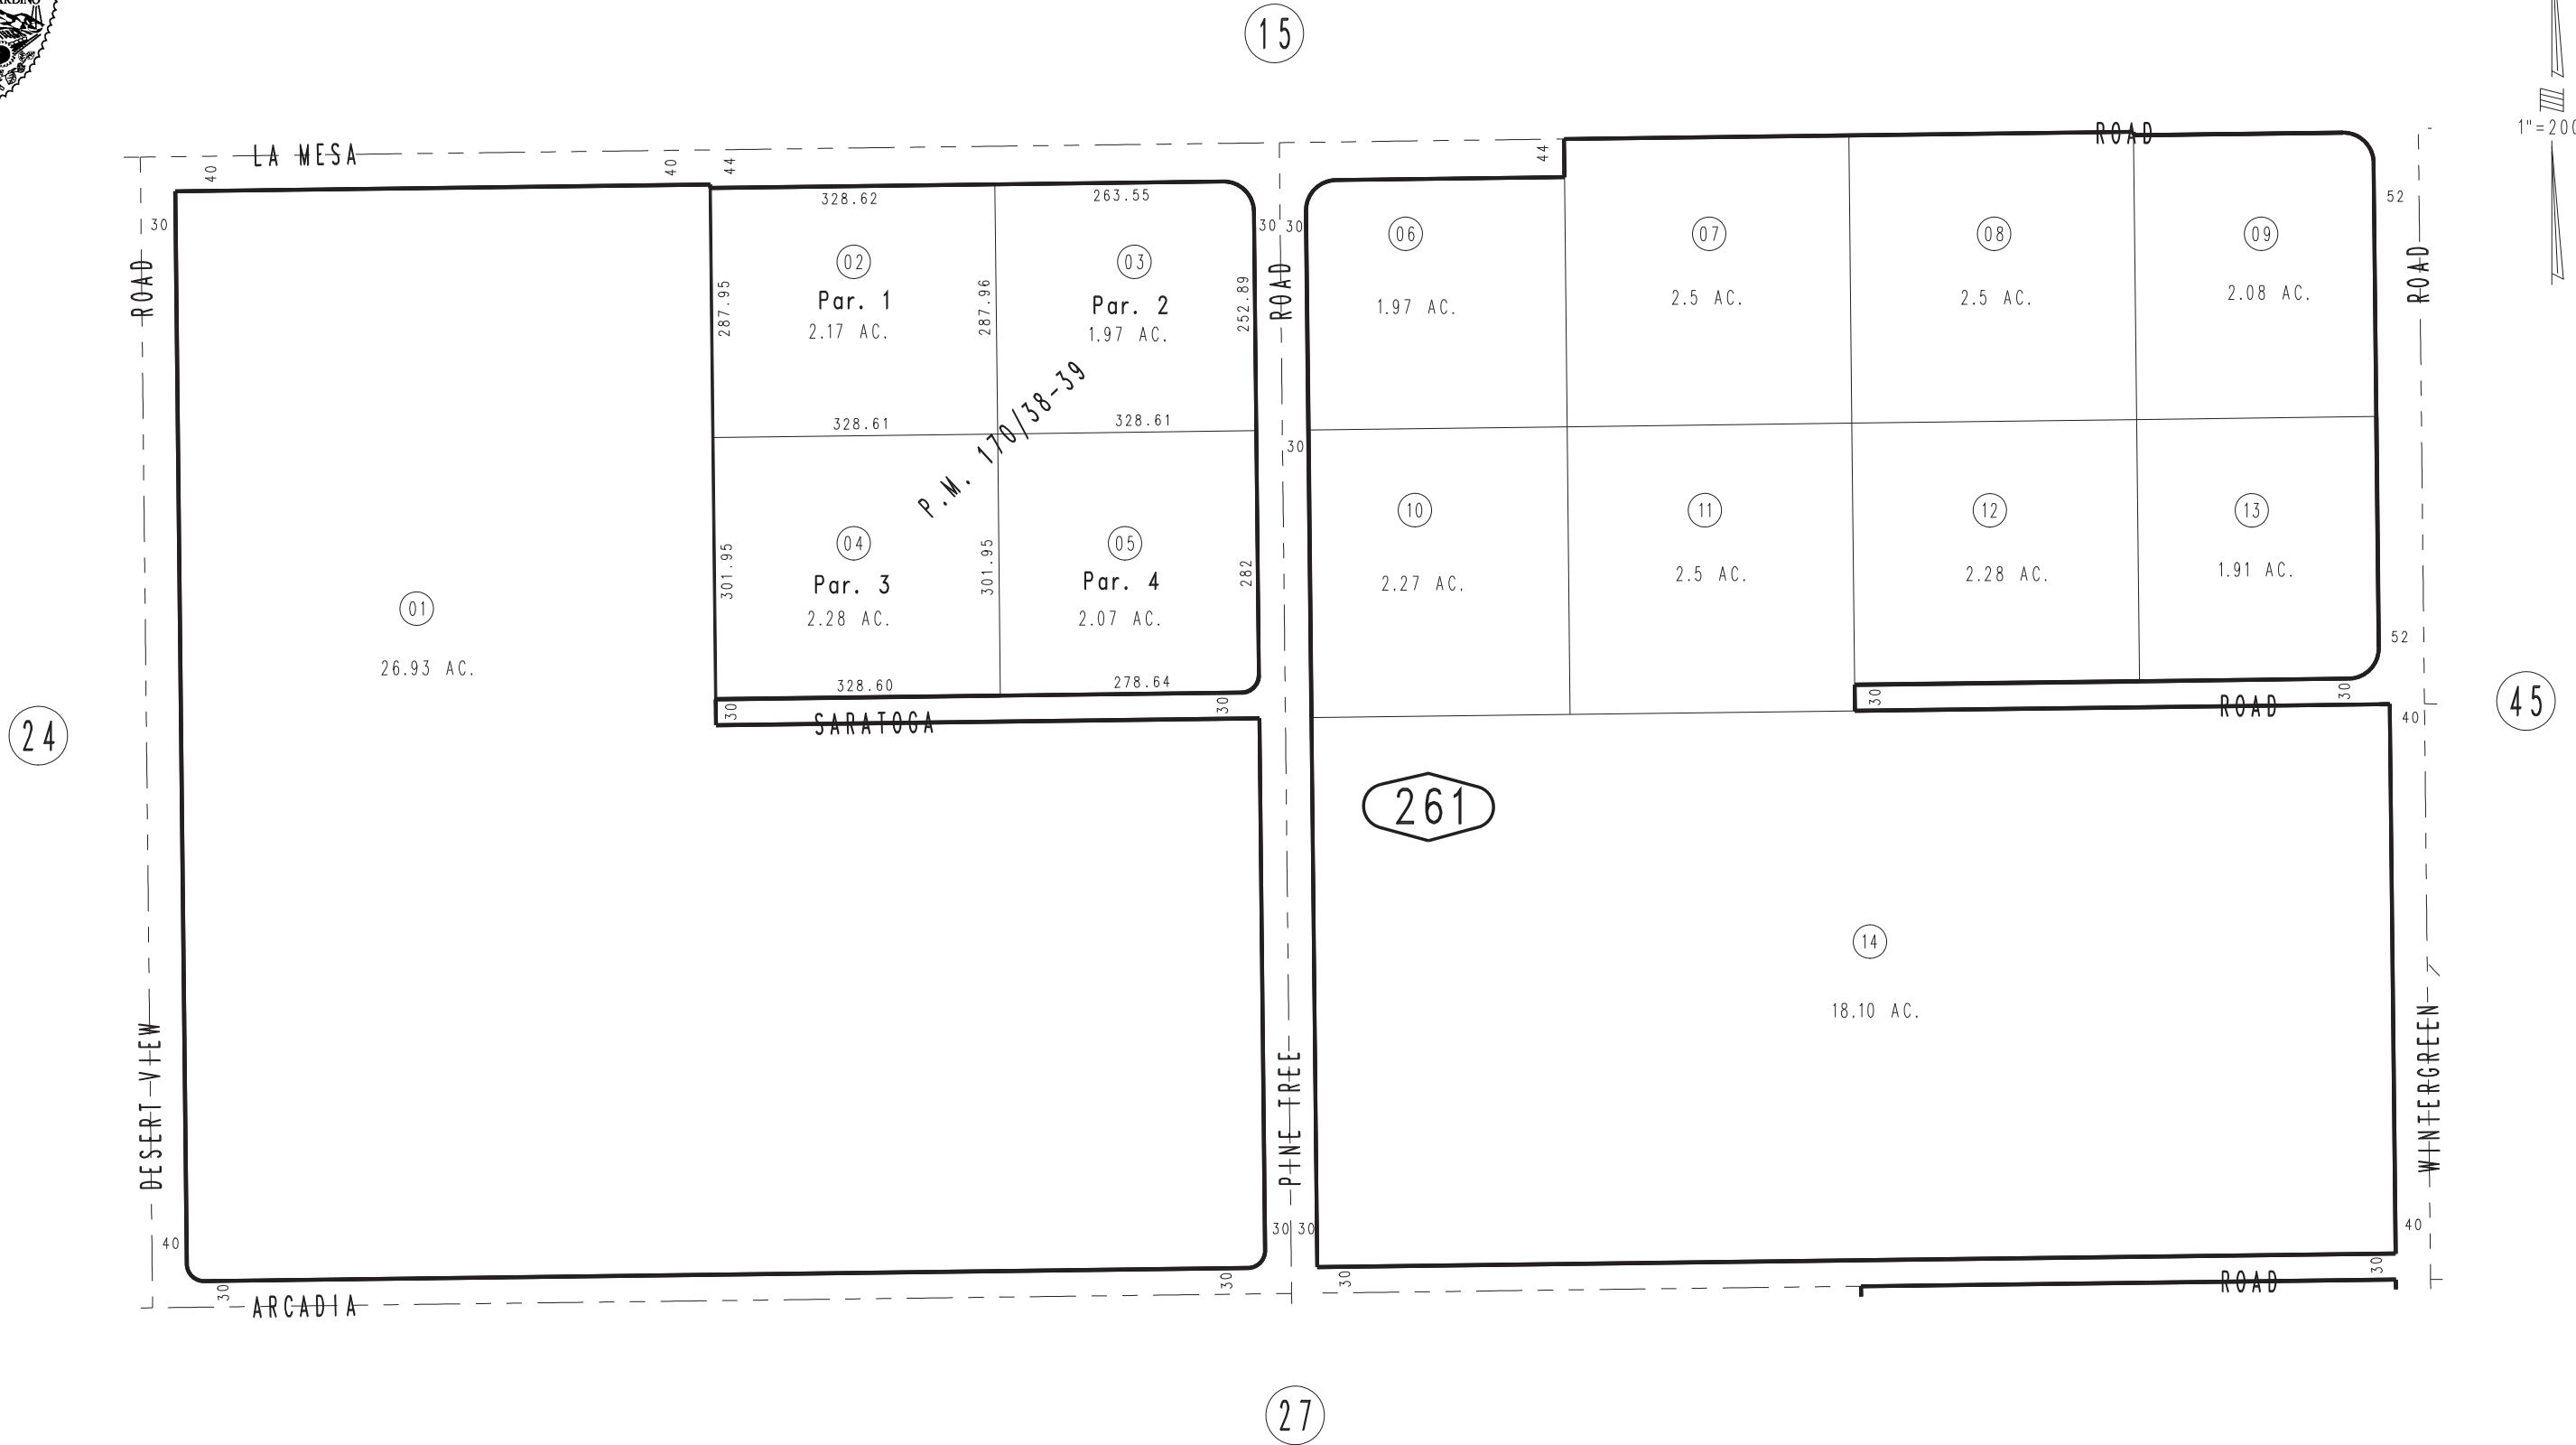 15
1"=200
LA MESA
ROAD
40
40
44
44
30
328.62
263.55
30
30
52
ROAD
ROAD
ROAD
02
Par. 1
2.17 AC.
287.95
287.96
03
Par. 2
1.97 AC.
252.89
06
1.97 AC.
07
2.5 AC.
08
2.5 AC.
09
2.08 AC.
328.61
328.61
P.M. 170/38-39
30
01
26.93 AC.
04
Par. 3
2.28 AC.
301.95
301.95
05
Par. 4
2.07 AC.
282
10
2.27 AC.
11
2.5 AC.
12
2.28 AC.
13
1.91 AC.
52
328.60
278.64
30
30
30
30
SARATOGA
ROAD
40
24
45
261
14
18.10 AC.
DESERT VIEW
PINE TREE
WINTERGREEN
40
30
30
40
30
30
30
30
ARCADIA
ROAD
27